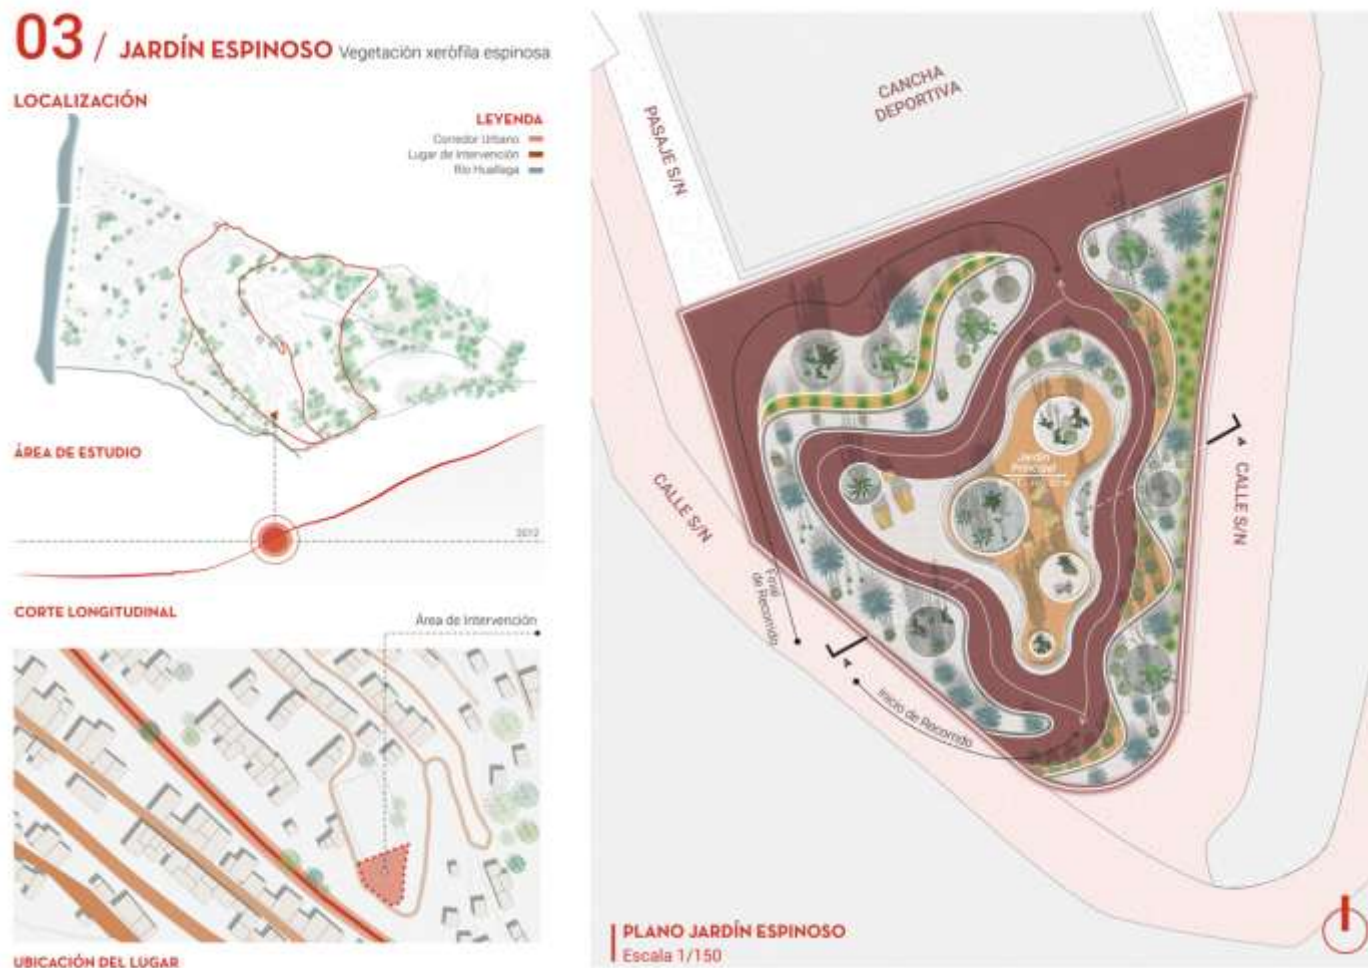 03 / JARDÍN ESPINOSO Vegetación xerófila espinosa
LOCALIZACIÓN
LEYENDA
Corredor Urbano
Lugar de Intervención
Río Huallaga
ÁREA DE ESTUDIO
2012
CORTE LONGITUDINAL
Área de Intervención
UBICACIÓN DEL LUGAR
CANCHA
DEPORTIVA
PASAJE S/N
CALLE S/N
CALLE S/N
Jardín
Principal
Final
de Recorrido
Inicio de Recorrido
A
A
PLANO JARDÍN ESPINOSO
Escala 1/150